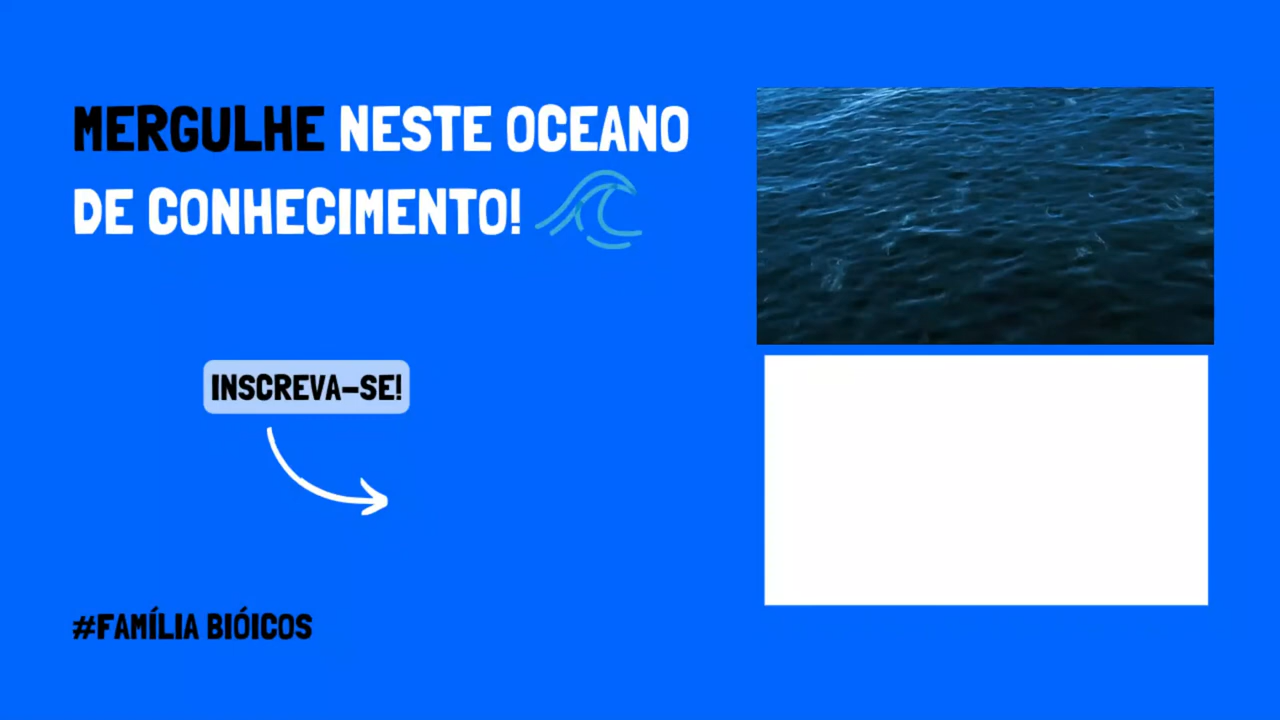 MERGULHE NESTE OCEANO
DE CONHECIMENTO!
INSCREVA-SE!
#FAMÍLIA BIÓICOS